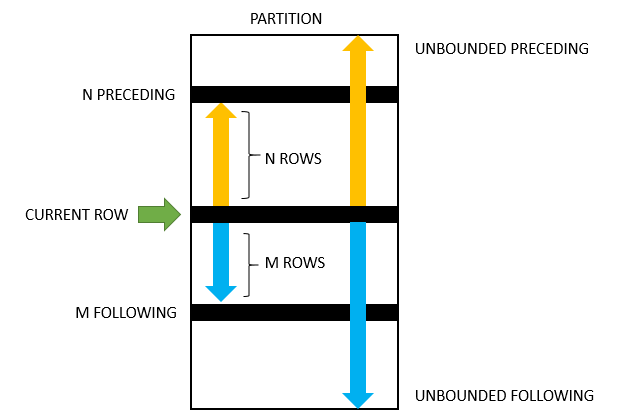 PARTITION
UNBOUNDED PRECEDING
N PRECEDING
N ROWS
CURRENT ROW
M ROWS
M FOLLOWING
UNBOUNDED FOLLOWING